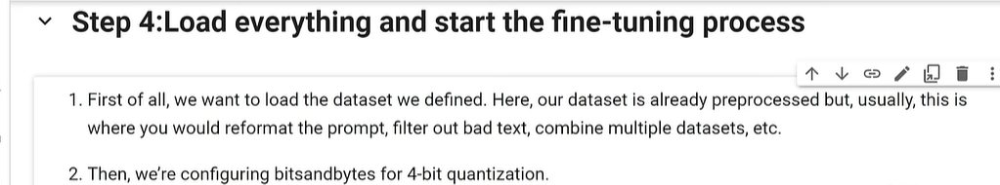 Step 4:Load everything and start the fine-tuning process
1. First of all, we want to load the dataset we defined. Here, our dataset is already preprocessed but, usually, this is
where you would reformat the prompt, filter out bad text, combine multiple datasets, etc.
2. Then, we’re configuring bitsandbytes for 4-bit quantization.